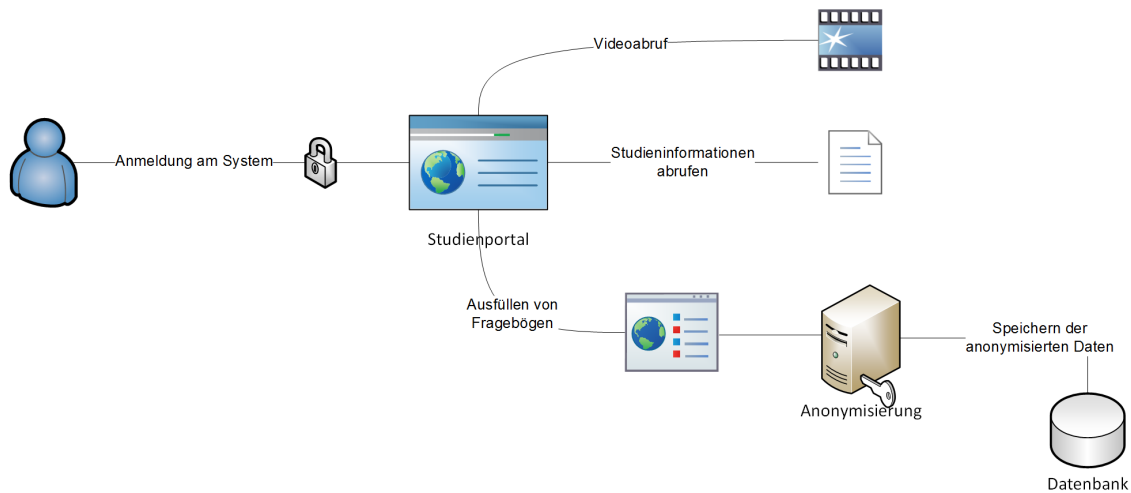 Videoabruf
Anmeldung am System
Studieninformationen
abrufen
Studienportal
Ausfüllen von
Fragebögen
Speichern der
anonymisierten Daten
Anonymisierung
Datenbank